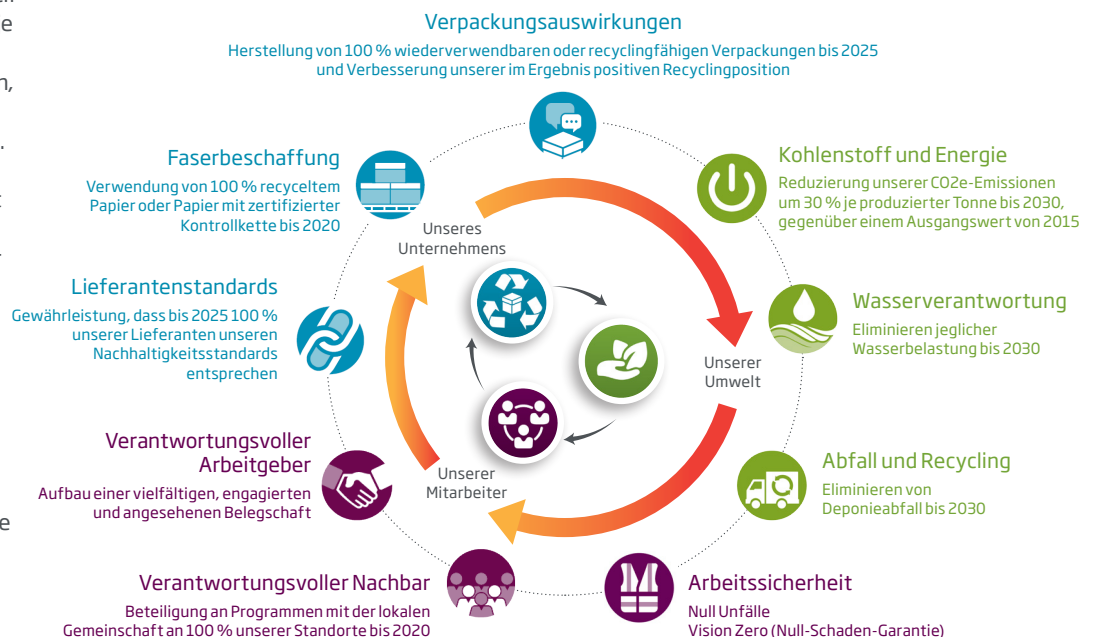 Verpackungsauswirkungen
Herstellung von 100 % wiederverwendbaren oder recyclingfähigen Verpackungen bis 2025
und Verbesserung unserer im Ergebnis positiven Recyclingposition
Kohlenstoff und Energie
Reduzierung unserer CO2e-Emissionen
um 30 % je produzierter Tonne bis 2030,
gegenüber einem Ausgangswert von 2015
Wasserverantwortung
Eliminieren jeglicher
Wasserbelastung bis 2030
Abfall und Recycling
Eliminieren von
Deponieabfall bis 2030
Arbeitssicherheit
Null Unfälle
Vision Zero (Null-Schaden-Garantie)
Verantwortungsvoller Nachbar
Beteiligung an Programmen mit der lokalen
Gemeinschaft an 100 % unserer Standorte bis 2020
Verantwortungsvoller
Arbeitgeber
Aufbau einer vielfältigen, engagierten
und angesehenen Belegschaft
Lieferantenstandards
Gewährleistung, dass bis 2025 100 %
unserer Lieferanten unseren
Nachhaltigkeitsstandards
entsprechen
Faserbeschaffung
Verwendung von 100 % recyceltem
Papier oder Papier mit zertifizierter
Kontrollkette bis 2020
Unseres
Unternehmens
Unserer
Umwelt
Unserer
Mitarbeiter